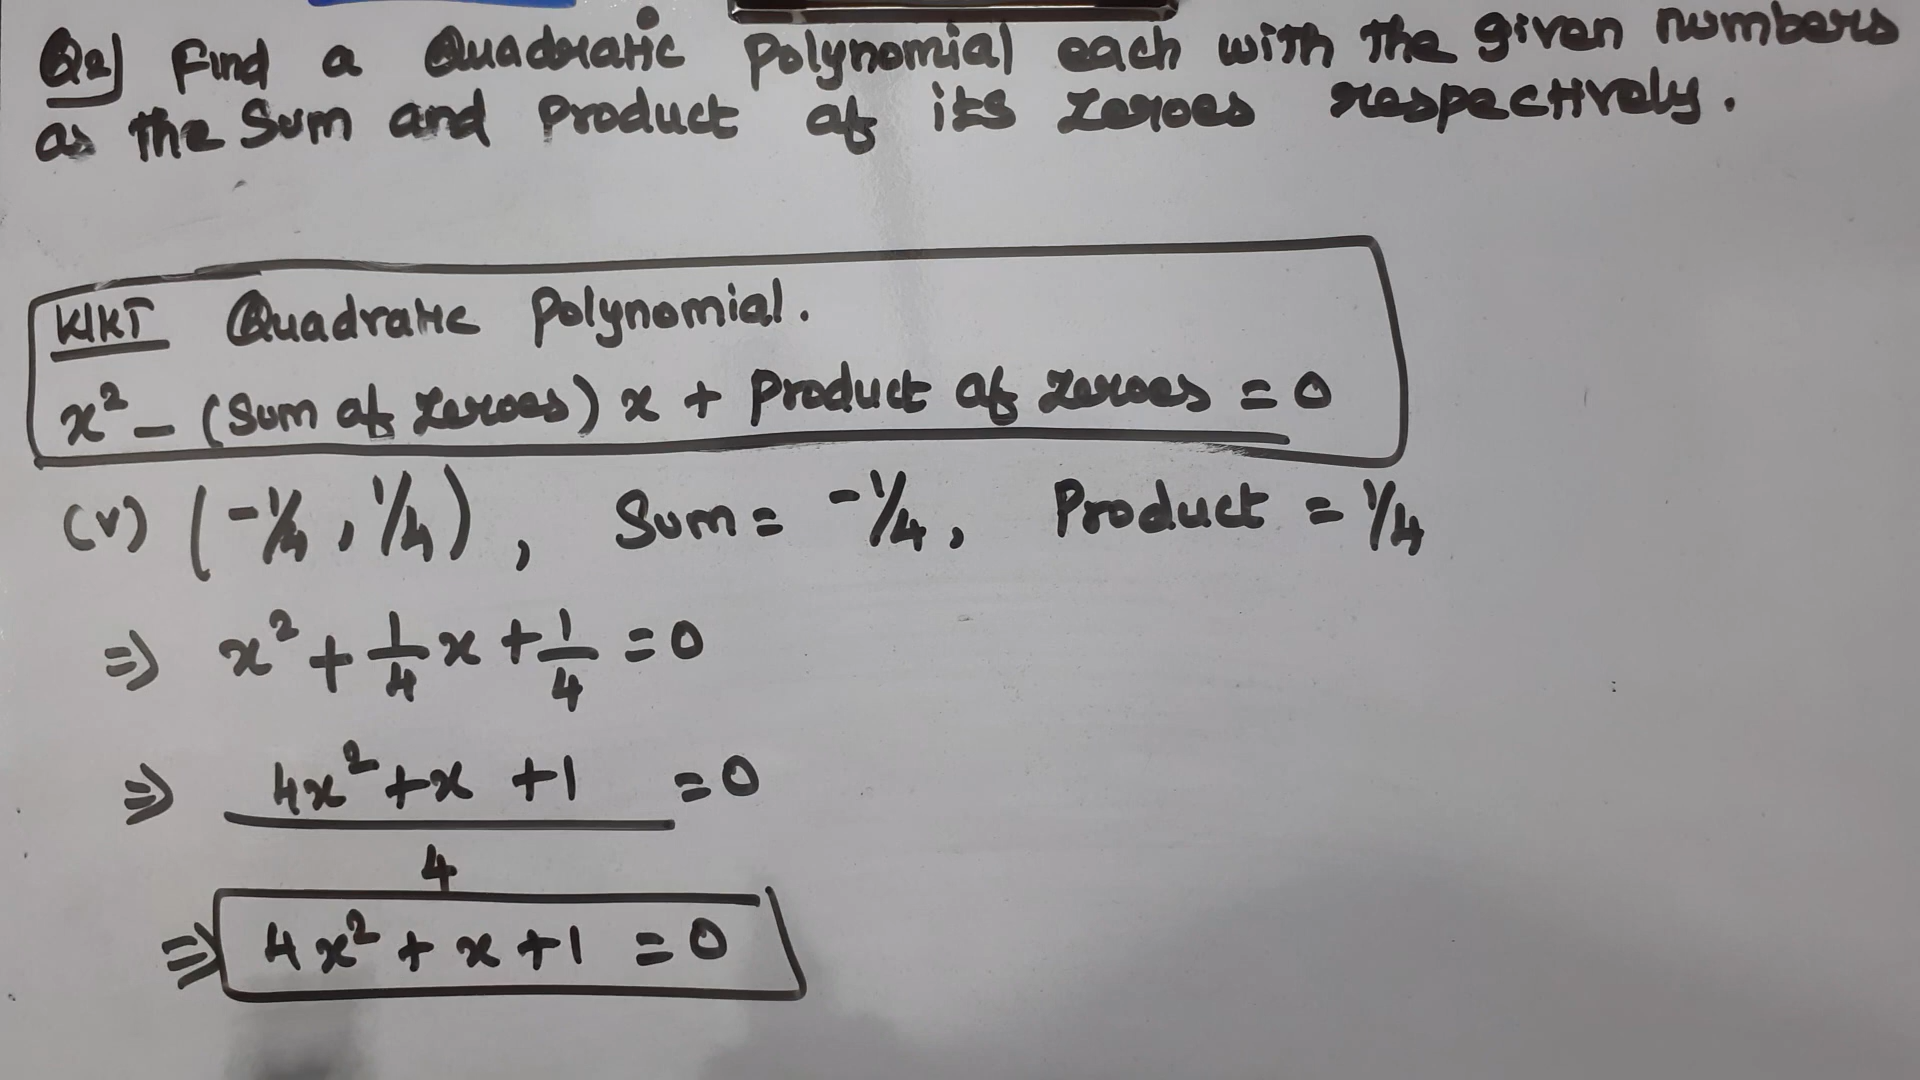 Q2) Find a Quadratic Polynomial each with the given numbers
as the Sum and Product of its zeroes respectively.
WKT Quadratic Polynomial.
x² - (Sum of zeroes) x + Product of zeroes = 0
(v) (-1/4, 1/4), Sum = -1/4, Product = 1/4
⇒ x² + 1/4 x + 1/4 = 0
⇒ (4x² + x + 1)/4 = 0
⇒ 4x² + x + 1 = 0